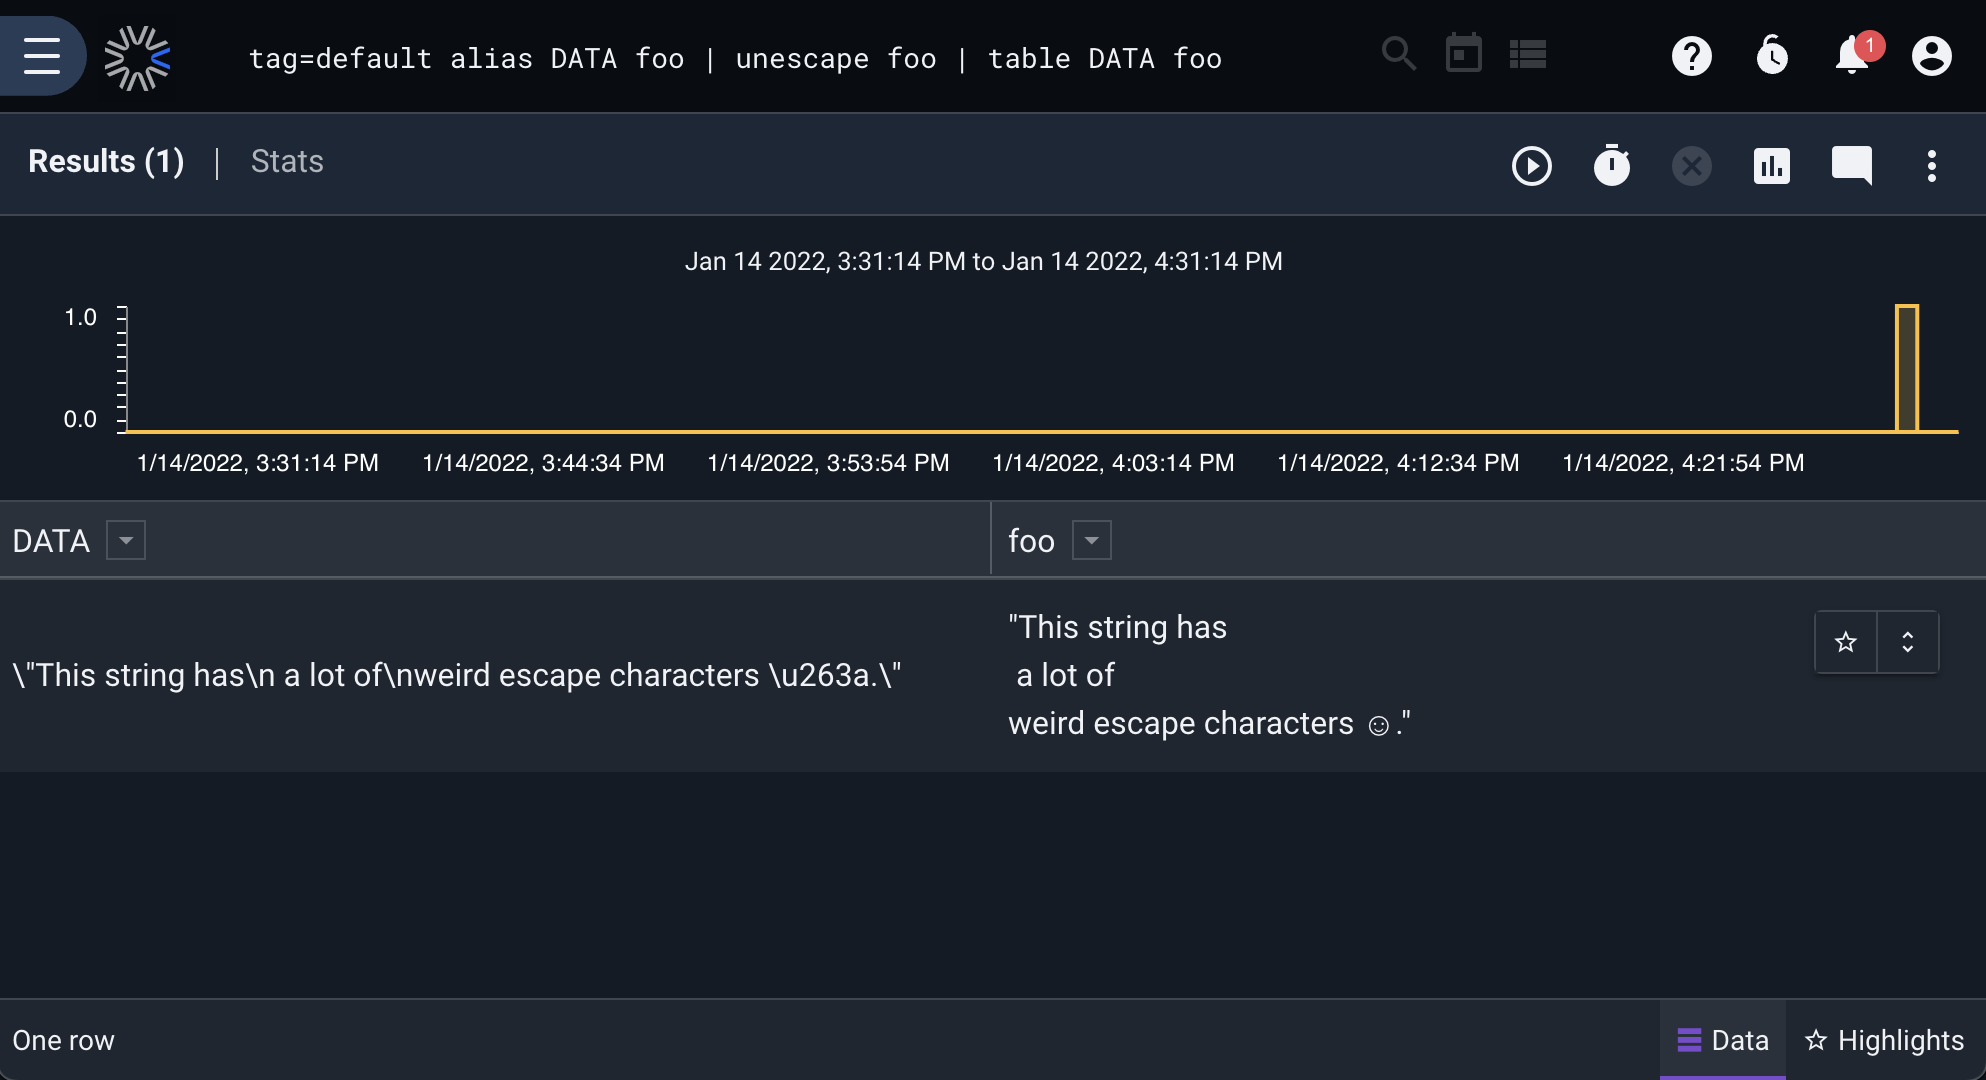 tag=default alias DATA foo | unescape foo | table DATA foo
1
Results (1) | Stats
Jan 14 2022, 3:31:14 PM to Jan 14 2022, 4:31:14 PM
1.0
0.0
1/14/2022, 3:31:14 PM 1/14/2022, 3:44:34 PM 1/14/2022, 3:53:54 PM 1/14/2022, 4:03:14 PM 1/14/2022, 4:12:34 PM 1/14/2022, 4:21:54 PM
DATA foo
\"This string has\n a lot of\nweird escape characters \u263a.\"
"This string has
a lot of
weird escape characters ☺."
One row
Data Highlights